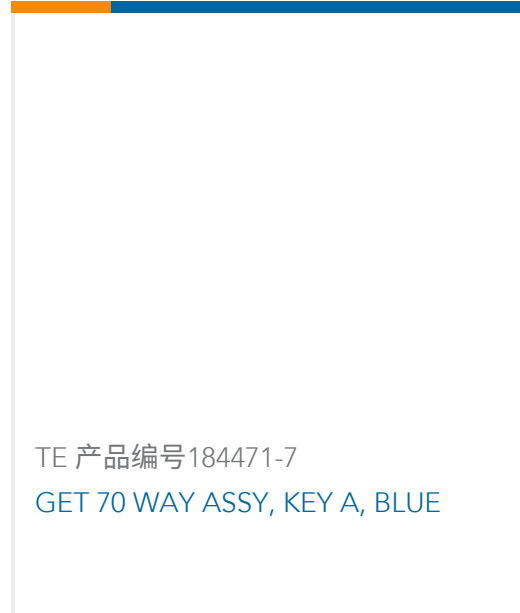 TE 产品编号184471-7
GET 70 WAY ASSY, KEY A, BLUE